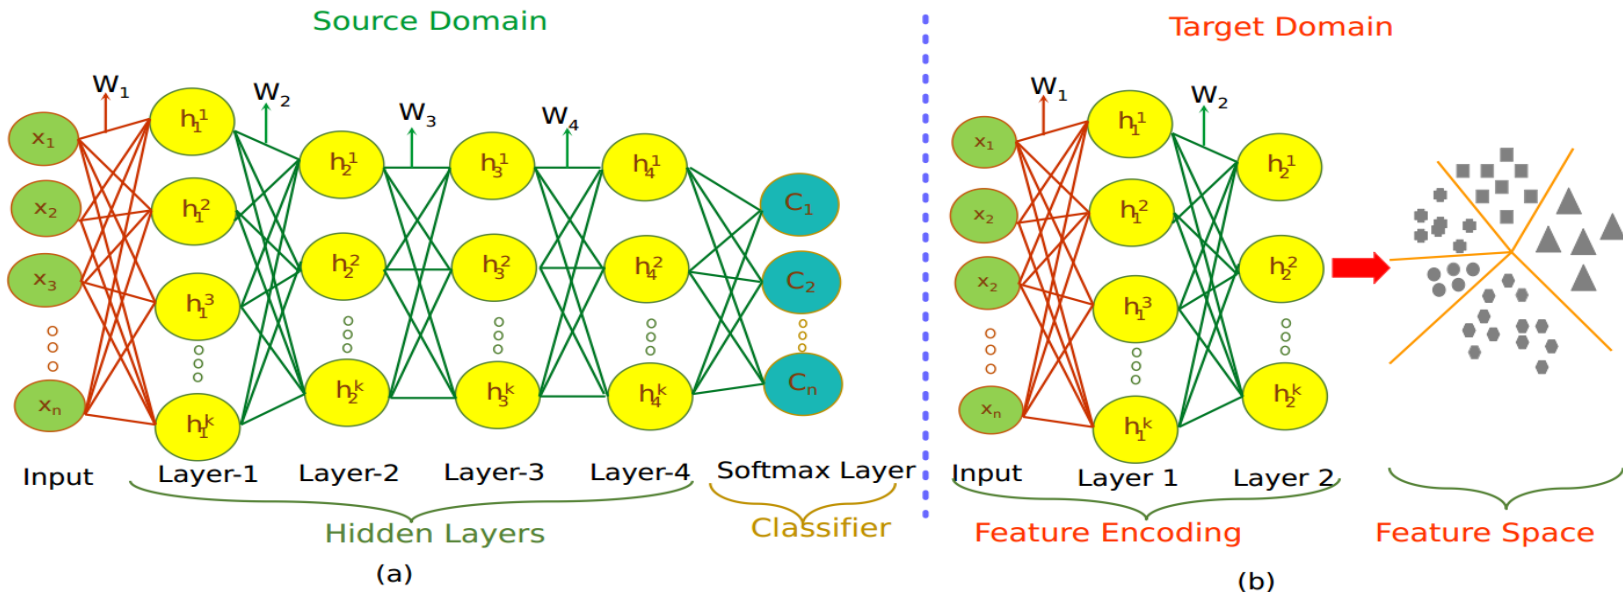 Source Domain
W1 W2 W3 W4
x1 x2 x3 xn
h₁¹ h₁² h₁³ h₁ᵏ
h₂¹ h₂² h₂ᵏ
h₃¹ h₃² h₃ᵏ
h₄¹ h₄² h₄ᵏ
C1 C2 Cn
Input Layer-1 Layer-2 Layer-3 Layer-4 Softmax Layer
Hidden Layers Classifier
(a)
Target Domain
W1 W2
x1 x2 x2 xn
h₁¹ h₁² h₁³ h₁ᵏ
h₂¹ h₂² h₂ᵏ
Input Layer 1 Layer 2
Feature Encoding Feature Space
(b)